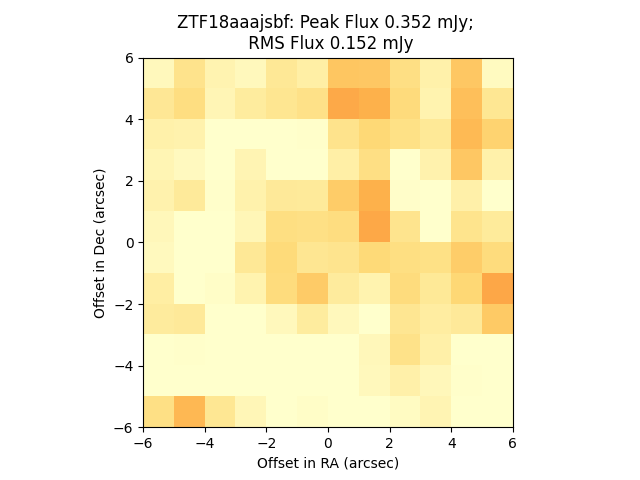 ZTF18aaajsbf: Peak Flux 0.352 mJy;
RMS Flux 0.152 mJy
6
4
2
0
−2
−4
−6
Offset in Dec (arcsec)
−6 −4 −2 0 2 4 6
Offset in RA (arcsec)